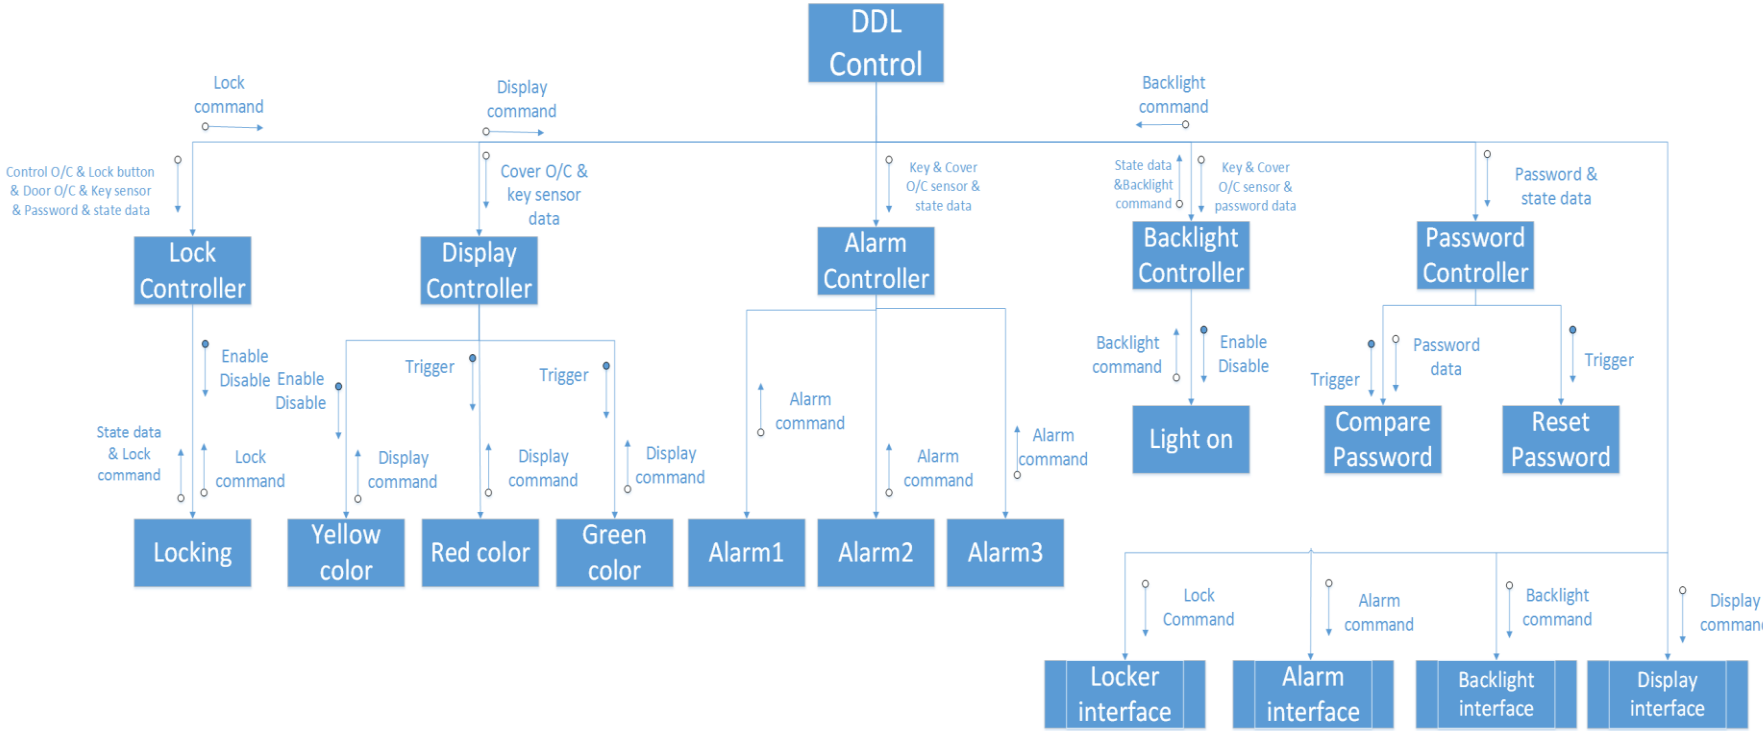 DDL
Control
Lock
command
Display
command
Backlight
command
Control O/C & Lock button
& Door O/C & Key sensor
& Password & state data
Cover O/C &
key sensor
data
Key & Cover
O/C sensor &
state data
State data
&Backlight
command
Key & Cover
O/C sensor &
password data
Password &
state data
Lock
Controller
Display
Controller
Alarm
Controller
Backlight
Controller
Password
Controller
Enable
Disable
Enable
Disable
Trigger
Trigger
Alarm
command
Backlight
command
Enable
Disable
Trigger
Password
data
Trigger
State data
& Lock
command
Lock
command
Display
command
Display
command
Display
command
Alarm
command
Alarm
command
Light on
Compare
Password
Reset
Password
Locking
Yellow
color
Red color
Green
color
Alarm1
Alarm2
Alarm3
Lock
Command
Alarm
command
Backlight
command
Display
comman
Locker
interface
Alarm
interface
Backlight
interface
Display
interface